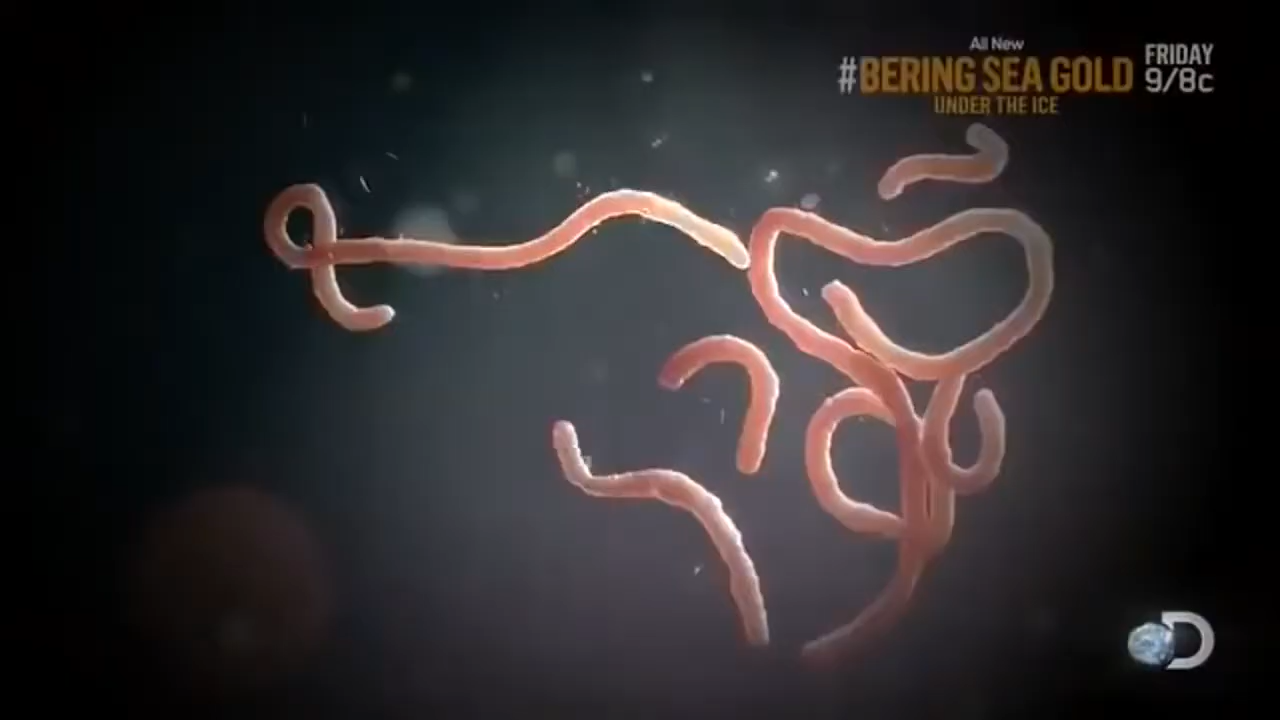 All New
#BERING SEA GOLD
UNDER THE ICE
FRIDAY
9/8c
D